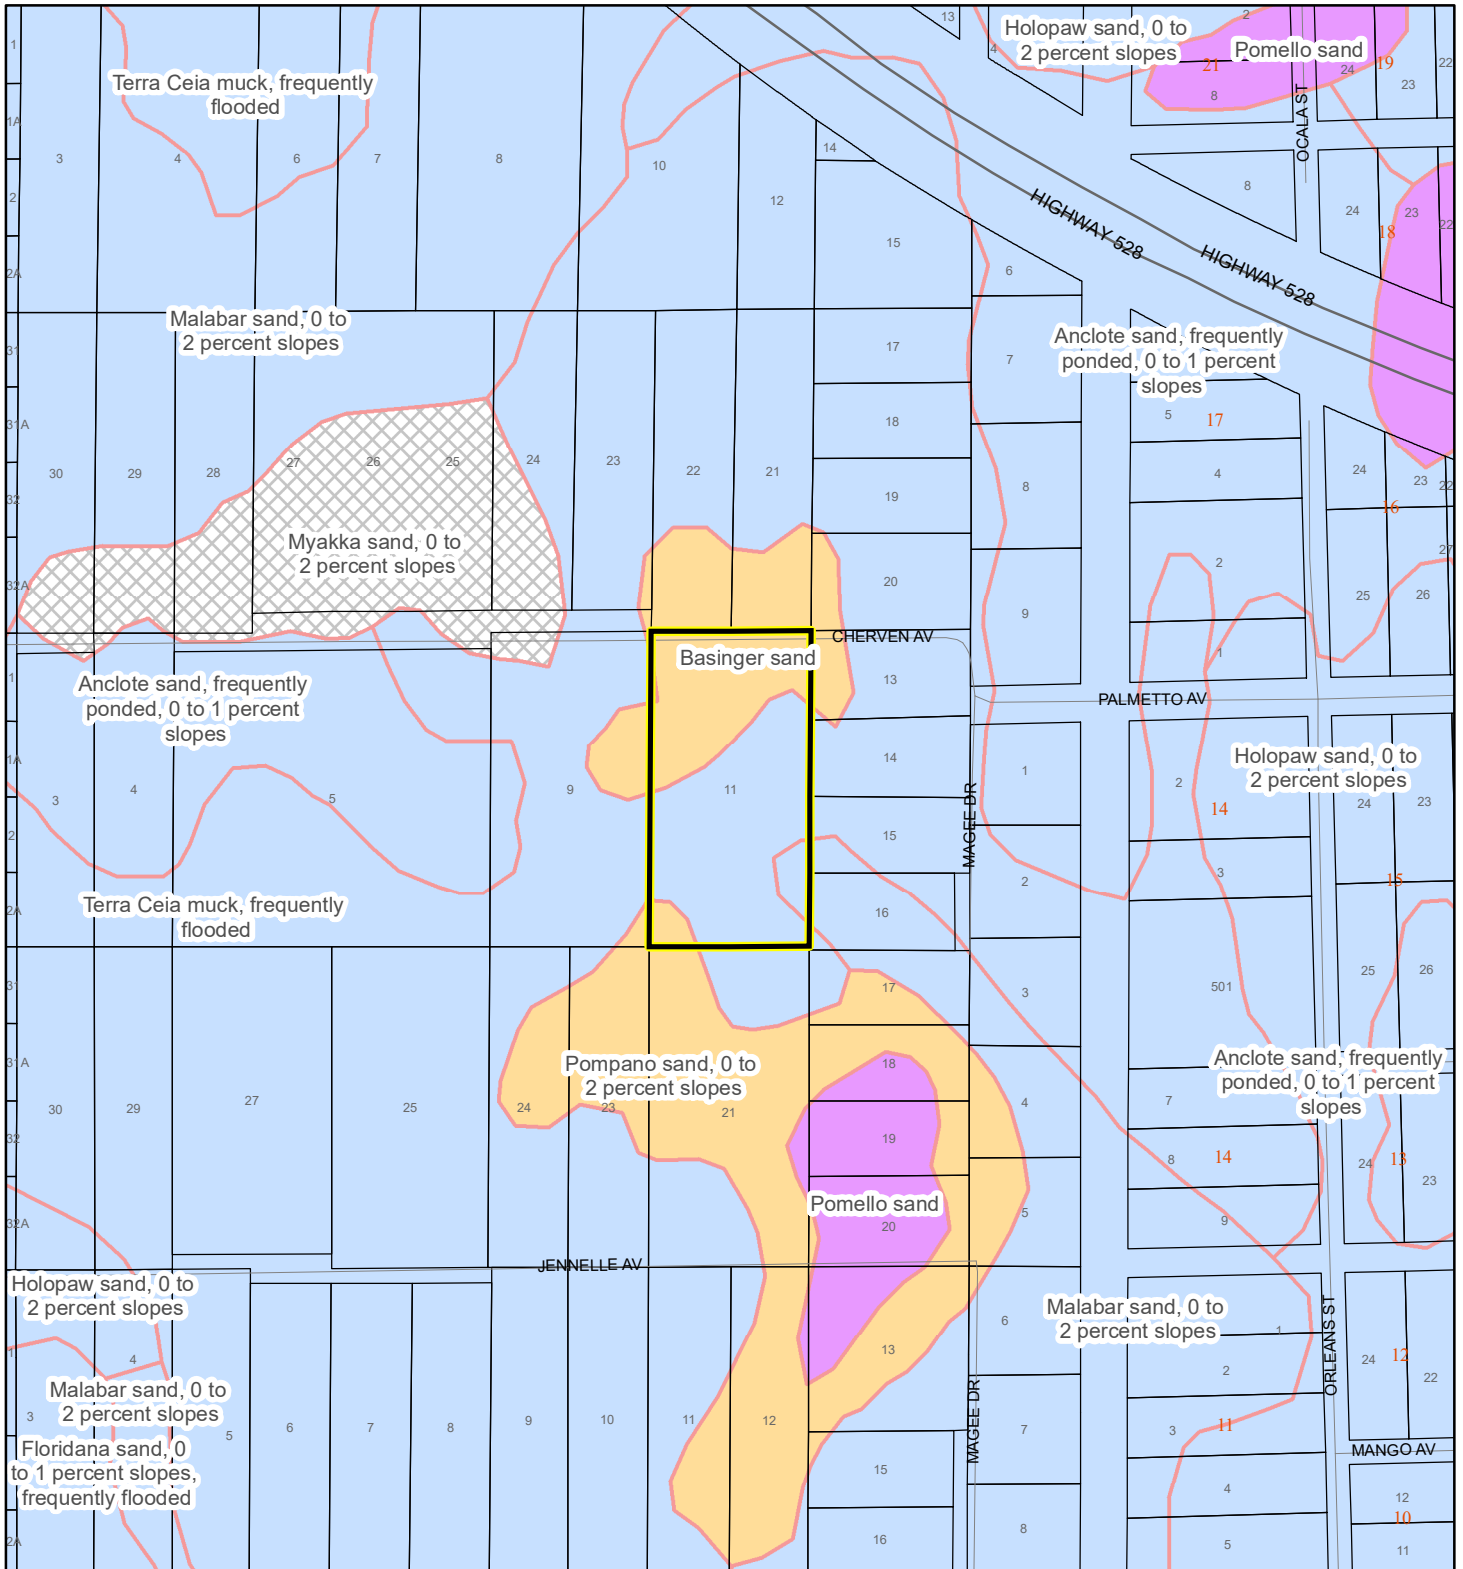 13
2
Holopaw sand, 0 to
2 percent slopes
Pomello sand
21
19
4
8
24
23
22
OCALA ST
1
Terra Ceia muck, frequently
flooded
1A
3
4
6
7
8
10
14
12
15
2
2A
8
24
23
22
18
HIGHWAY 528
HIGHWAY 528
6
Malabar sand, 0 to
2 percent slopes
31
17
7
Anclote sand, frequently
ponded, 0 to 1 percent
slopes
31A
18
5
17
30
29
28
27
26
25
24
23
22
21
19
8
4
24
23
22
16
32
Myakka sand, 0 to
2 percent slopes
32A
20
9
2
25
26
27
CHERVEN AV
Basinger sand
1
Anclote sand, frequently
ponded, 0 to 1 percent
slopes
1
13
PALMETTO AV
1A
3
4
5
9
11
14
1
2
14
Holopaw sand, 0 to
2 percent slopes
24
23
MAGEE DR
2
15
2
3
15
Terra Ceia muck, frequently
flooded
2A
16
31
17
3
501
25
26
31A
Pompano sand, 0 to
2 percent slopes
18
Anclote sand, frequently
ponded, 0 to 1 percent
slopes
30
29
27
25
24
23
21
4
7
32
19
8
14
24
13
23
Pomello sand
20
5
9
32A
JENNELLE AV
Holopaw sand, 0 to
2 percent slopes
6
Malabar sand, 0 to
2 percent slopes
1
ORLEANS ST
1
4
13
2
24
12
22
Malabar sand, 0 to
2 percent slopes
3
5
6
7
8
9
10
11
12
MAGEE DR
7
3
11
Floridana sand, 0
to 1 percent slopes,
frequently flooded
MANGO AV
15
4
12
10
2A
16
8
5
11